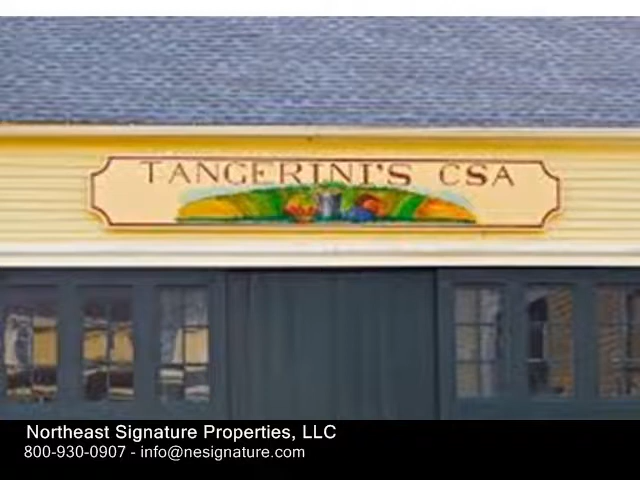 TANGERINI'S CSA
Northeast Signature Properties, LLC
800-930-0907 - info@nesignature.com